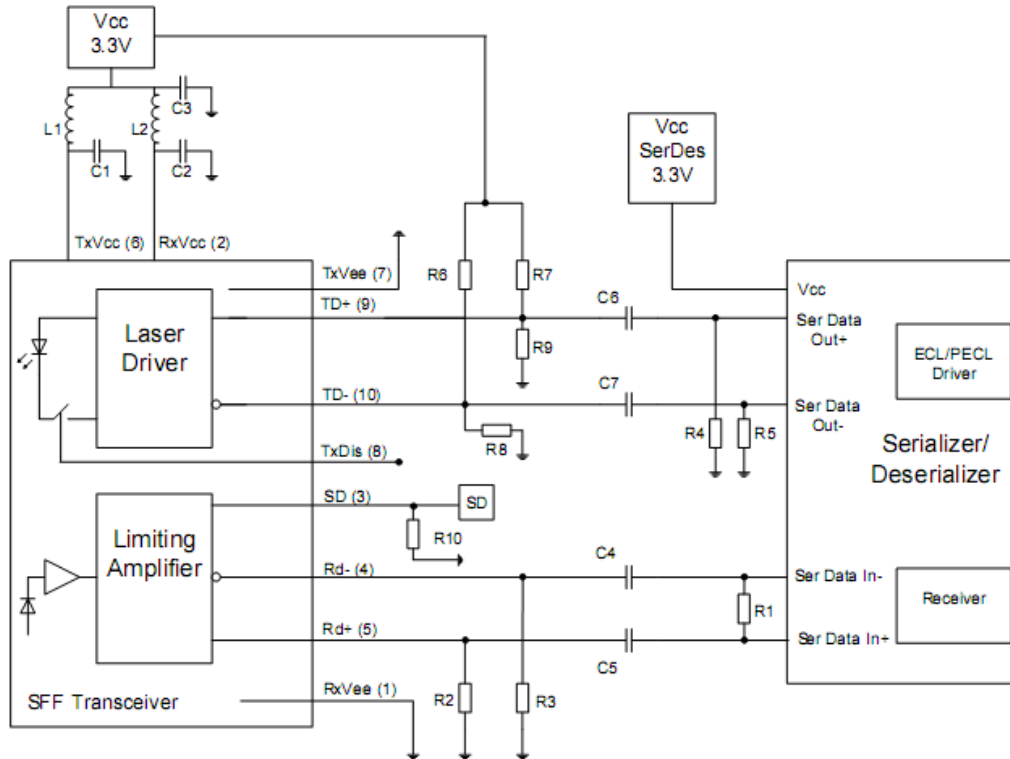 Vcc
3.3V
C3
L1
L2
C1
C2
Vcc
SerDes
3.3V
TxVcc (6)
RxVcc (2)
TxVee (7)
R6
R7
TD+ (9)
C6
Vcc
Ser Data
Out+
Laser
Driver
R9
ECL/PECL
Driver
TD- (10)
C7
Ser Data
Out-
R8
R4
R5
Serializer/
Deserializer
TxDis (8)
SD (3)
SD
R10
Limiting
Amplifier
Rd- (4)
C4
Ser Data In-
R1
Receiver
Rd+ (5)
C5
Ser Data In+
RxVee (1)
R2
R3
SFF Transceiver